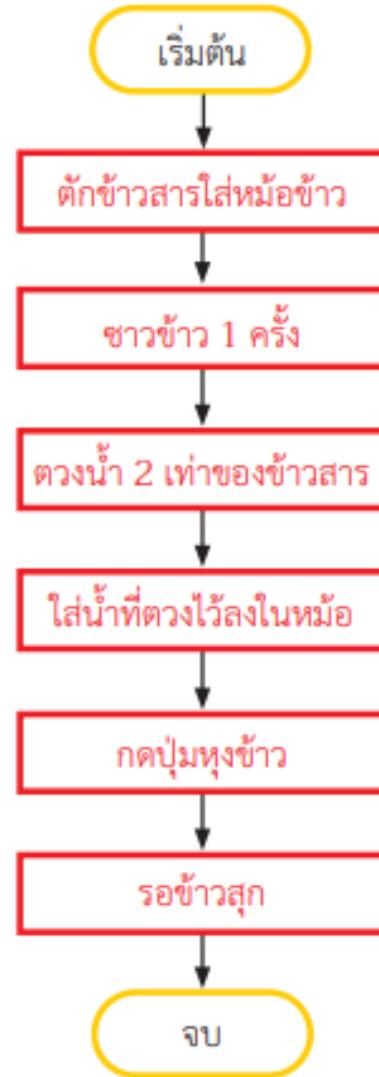 เริ่มต้น
ตักข้าวสารใส่หม้อข้าว
ซาวข้าว 1 ครั้ง
ตวงน้ำ 2 เท่าของข้าวสาร
ใส่น้ำที่ตวงไว้ลงในหม้อ
กดปุ่มหุงข้าว
รอข้าวสุก
จบ